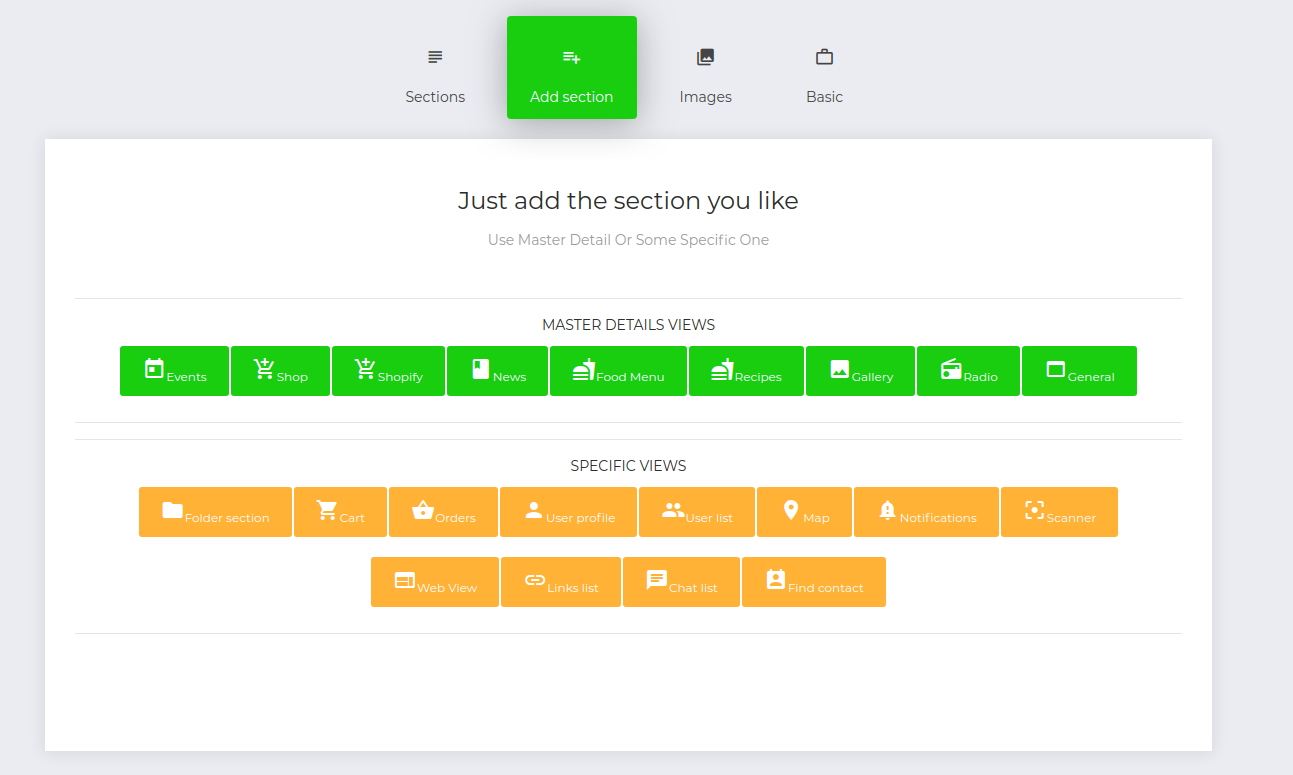 Sections Add section Images Basic
Just add the section you like
Use Master Detail Or Some Specific One
MASTER DETAILS VIEWS
Events Shop Shopify News Food Menu Recipes Gallery Radio General
SPECIFIC VIEWS
Folder section Cart Orders User profile User list Map Notifications Scanner
Web View Links list Chat list Find contact